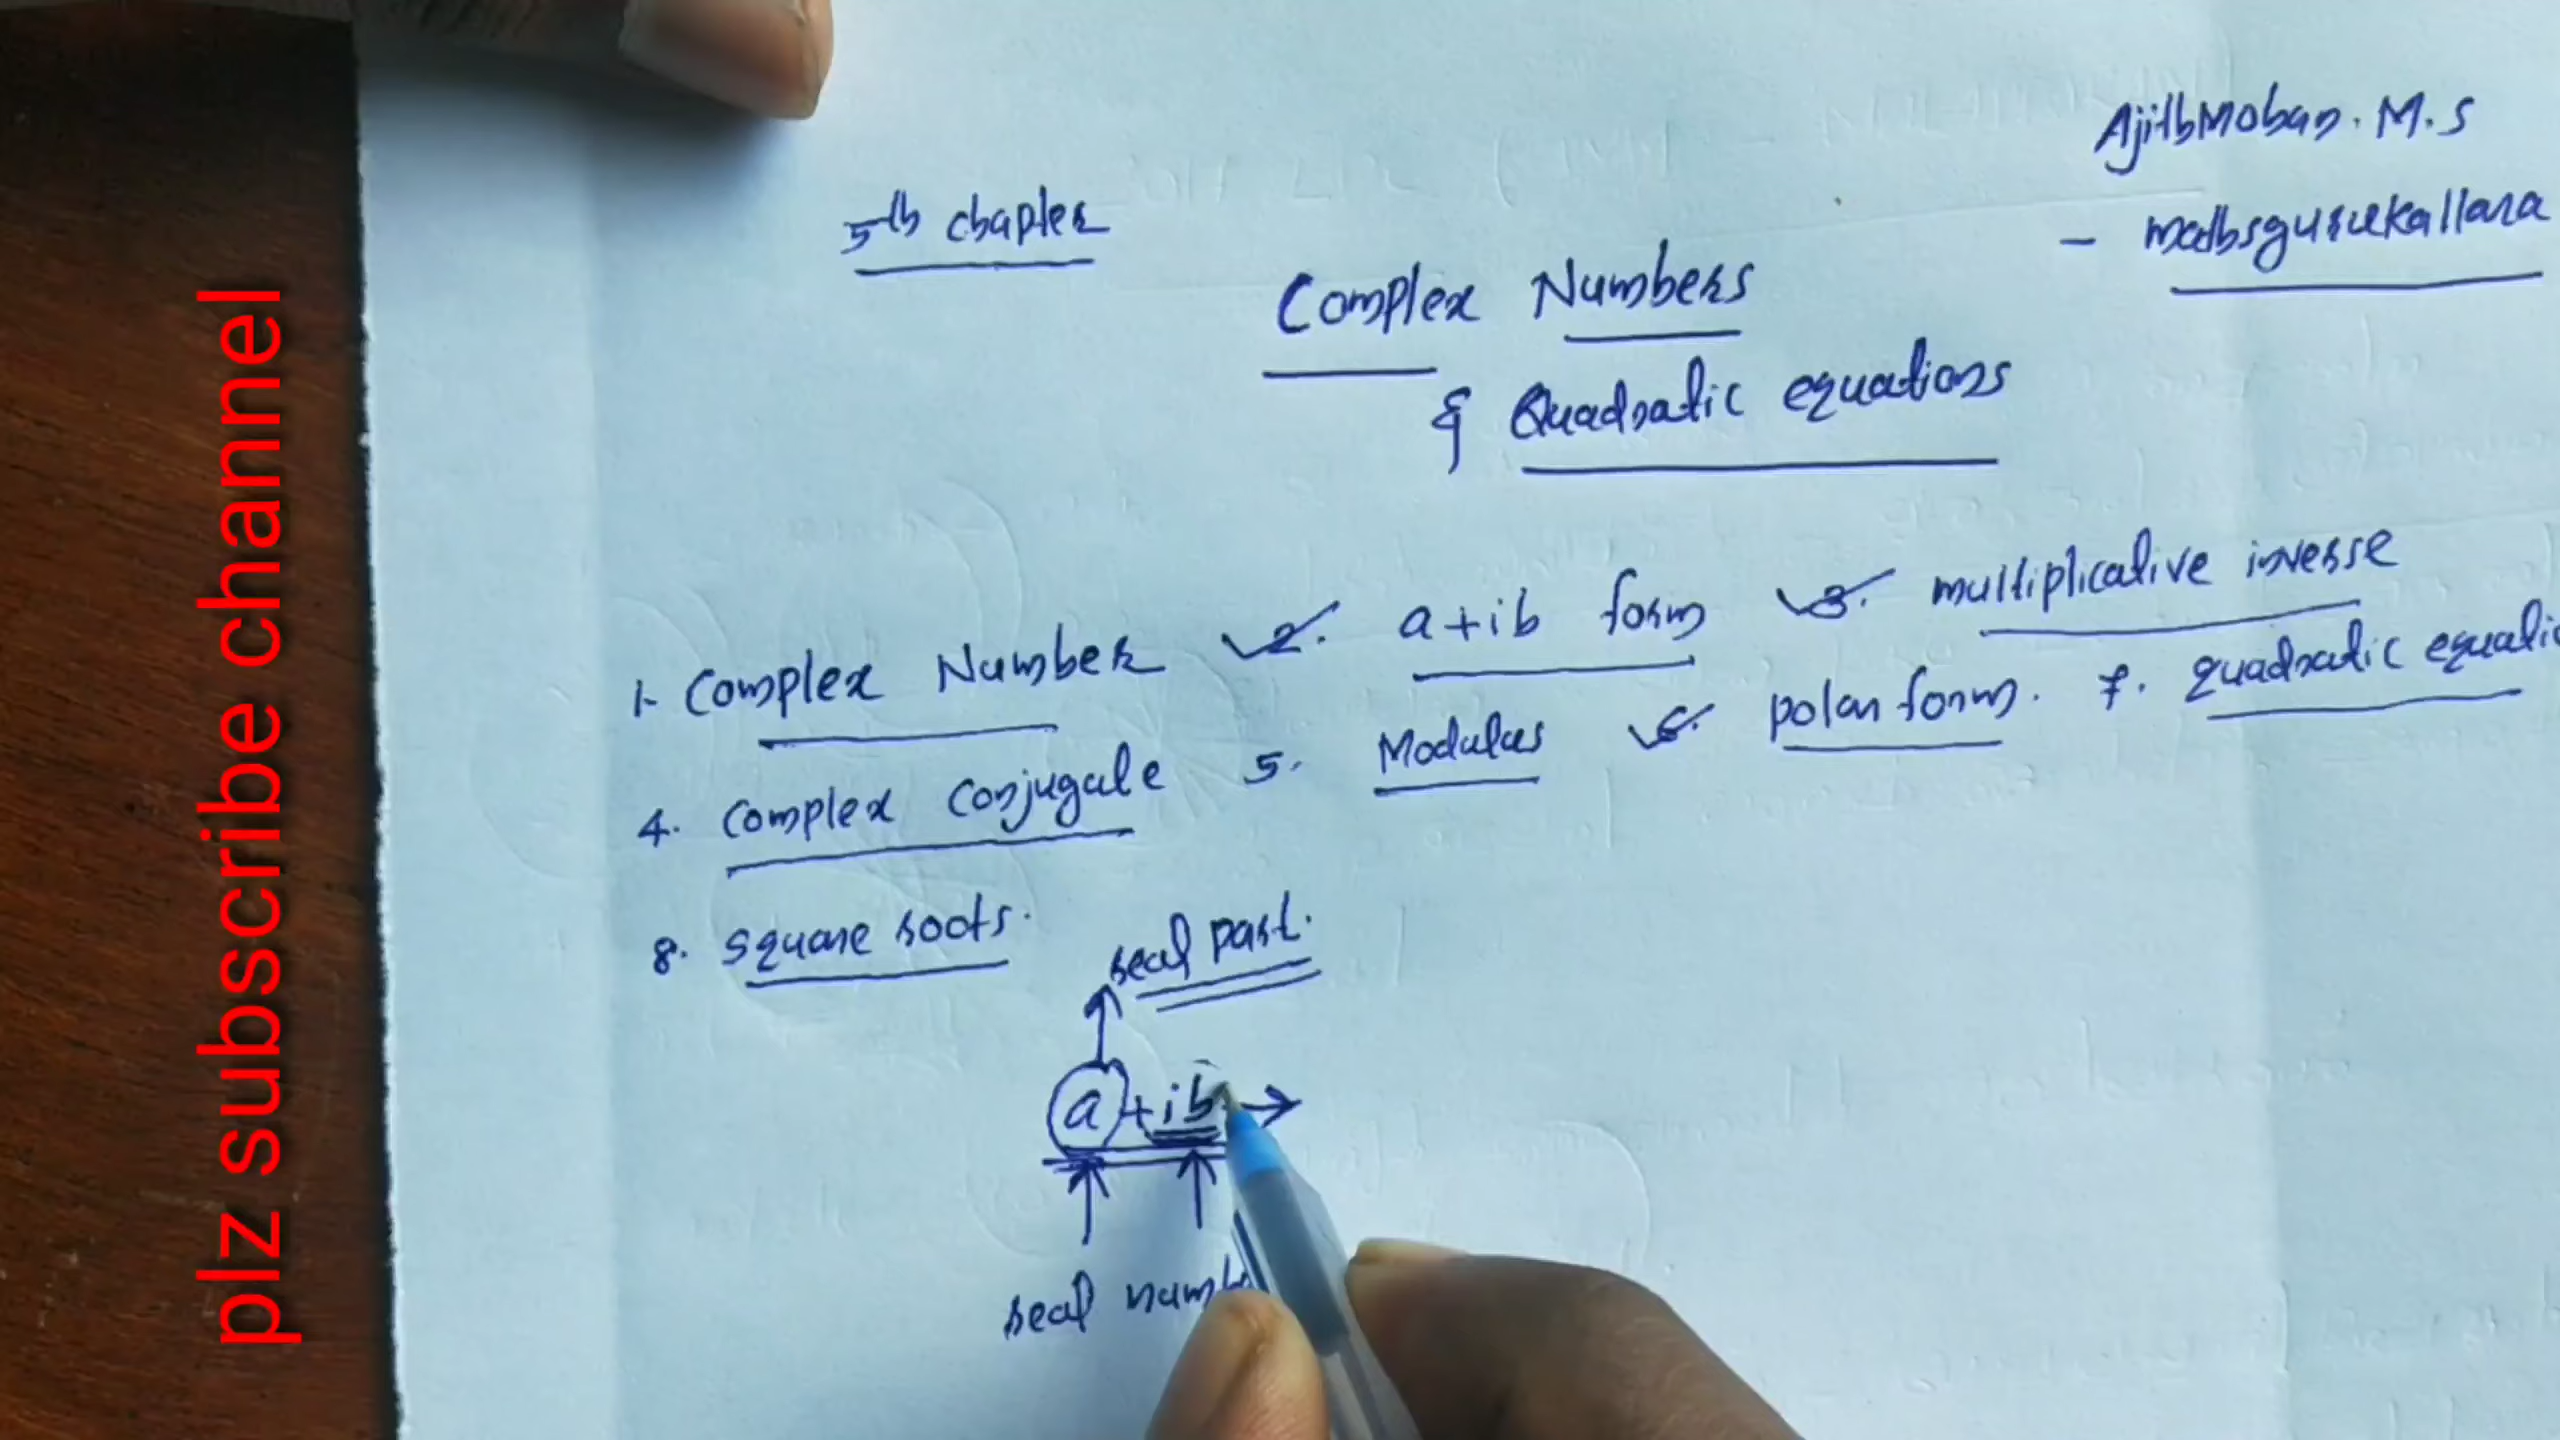 AjithMohan. M.S
- mathsgurukallara
5th chapter
Complex Numbers
& Quadratic equations
1. Complex Number 2. a+ib form 3. multiplicative inverse
4. Complex Conjugate 5. Modulus 6. polar form. 7. quadratic equatio
8. Square roots.
real part.
a+ib
real numb
plz subscribe channel